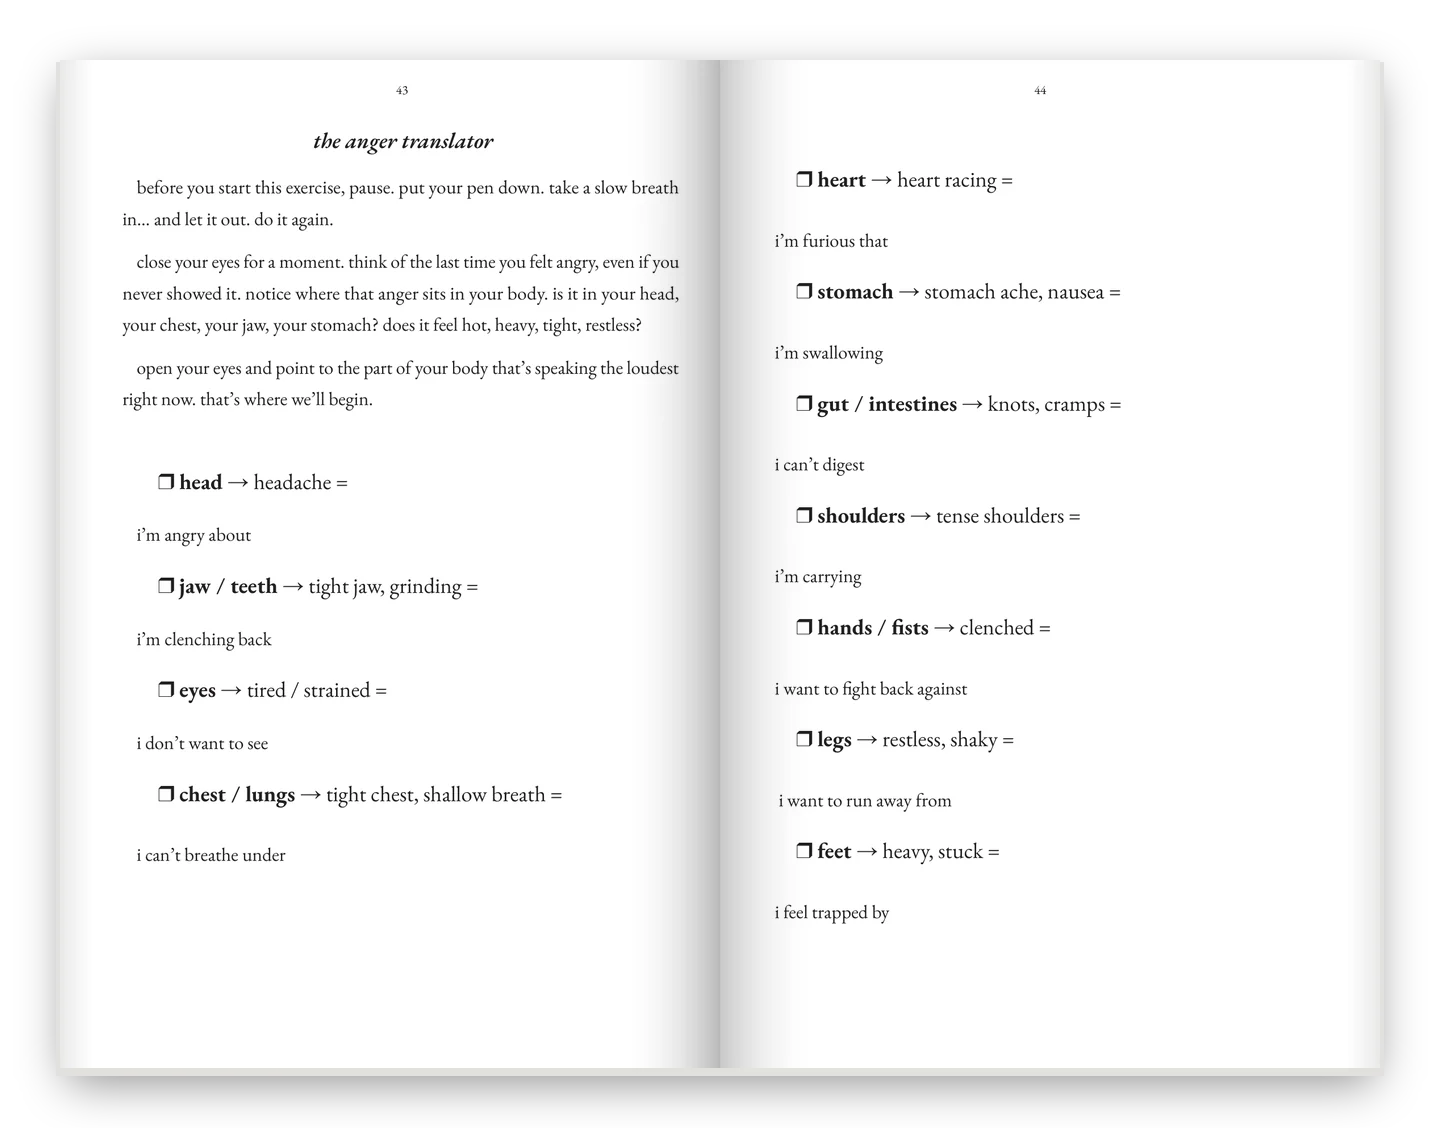 43
the anger translator
before you start this exercise, pause. put your pen down. take a slow breath
in... and let it out. do it again.
close your eyes for a moment. think of the last time you felt angry, even if you
never showed it. notice where that anger sits in your body. is it in your head,
your chest, your jaw, your stomach? does it feel hot, heavy, tight, restless?
open your eyes and point to the part of your body that’s speaking the loudest
right now. that’s where we’ll begin.
❒ head → headache =
i’m angry about
❒ jaw / teeth → tight jaw, grinding =
i’m clenching back
❒ eyes → tired / strained =
i don’t want to see
❒ chest / lungs → tight chest, shallow breath =
i can’t breathe under
44
❒ heart → heart racing =
i’m furious that
❒ stomach → stomach ache, nausea =
i’m swallowing
❒ gut / intestines → knots, cramps =
i can’t digest
❒ shoulders → tense shoulders =
i’m carrying
❒ hands / fists → clenched =
i want to fight back against
❒ legs → restless, shaky =
i want to run away from
❒ feet → heavy, stuck =
i feel trapped by